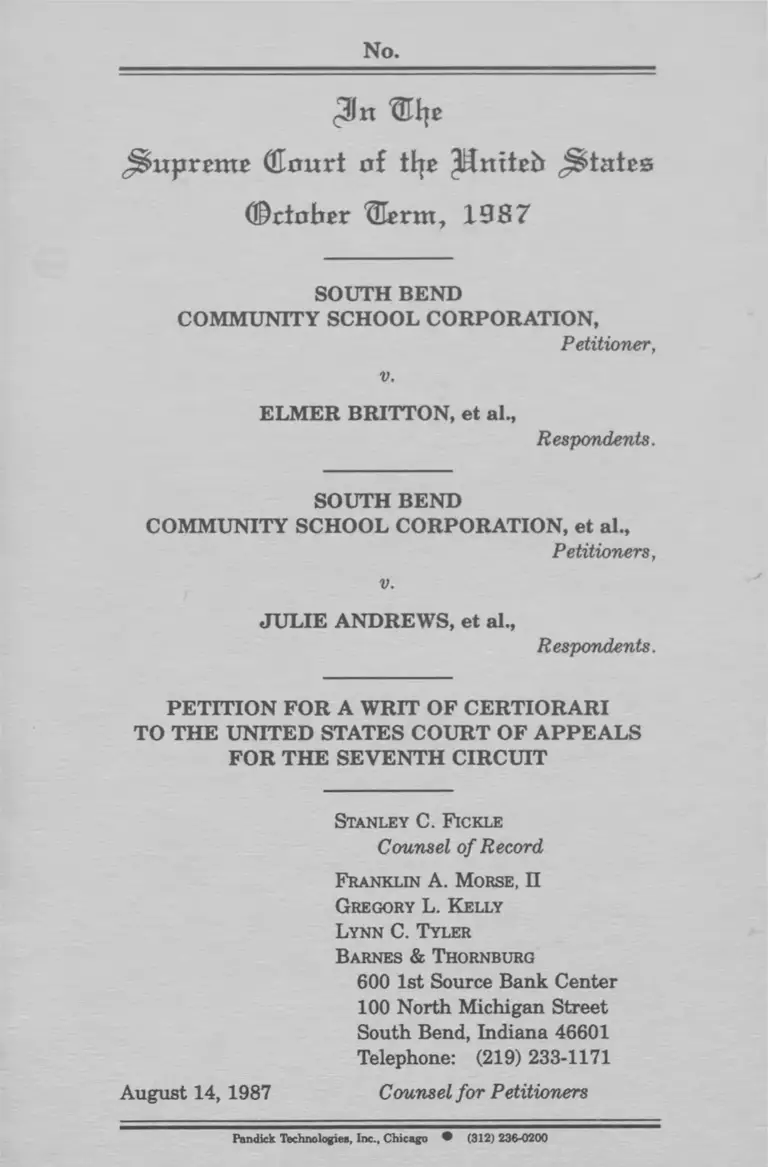 No.
In The
Supreme Court of the United States
October Term, 1987
SOUTH BEND
COMMUNITY SCHOOL CORPORATION,
Petitioner,
v.
ELMER BRITTON, et al.,
Respondents.
SOUTH BEND
COMMUNITY SCHOOL CORPORATION, et al.,
Petitioners,
v.
JULIE ANDREWS, et al.,
Respondents.
PETITION FOR A WRIT OF CERTIORARI
TO THE UNITED STATES COURT OF APPEALS
FOR THE SEVENTH CIRCUIT
STANLEY C. FICKLE
Counsel of Record
FRANKLIN A. MORSE, II
GREGORY L. KELLY
LYNN C. TYLER
BARNES & THORNBURG
600 1st Source Bank Center
100 North Michigan Street
South Bend, Indiana 46601
Telephone: (219) 233-1171
August 14, 1987 Counsel for Petitioners
Pandick Technologies, Inc., Chicago ● (312) 236-0200